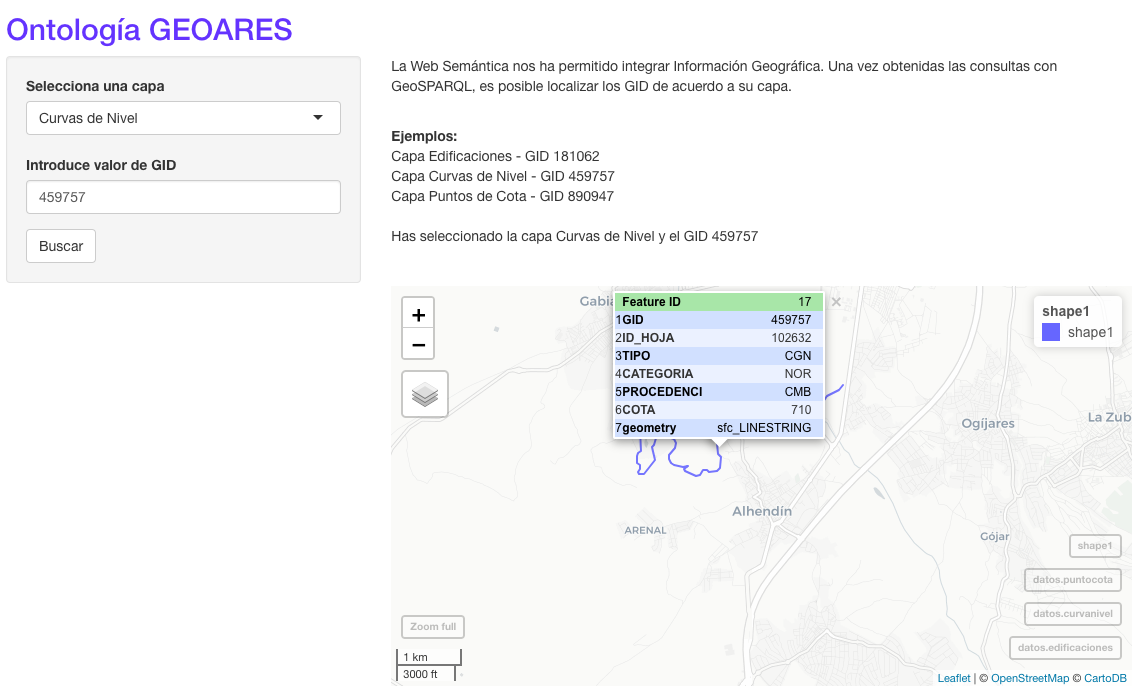 Ontología GEOARES
Selecciona una capa
Curvas de Nivel
Introduce valor de GID
459757
Buscar
La Web Semántica nos ha permitido integrar Información Geográfica. Una vez obtenidas las consultas con
GeoSPARQL, es posible localizar los GID de acuerdo a su capa.
Ejemplos:
Capa Edificaciones - GID 181062
Capa Curvas de Nivel - GID 459757
Capa Puntos de Cota - GID 890947
Has seleccionado la capa Curvas de Nivel y el GID 459757
+
−
Gabia
Feature ID 17
1 GID 459757
2 ID_HOJA 102632
3 TIPO CGN
4 CATEGORIA NOR
5 PROCEDENCI CMB
6 COTA 710
7 geometry sfc_LINESTRING
×
shape1
shape1
Ogíjares
La Zub
Alhendín
ARENAL
Gójar
shape1
datos.puntocota
datos.curvanivel
datos.edificaciones
Zoom full
1 km
3000 ft
Leaflet | © OpenStreetMap © CartoDB